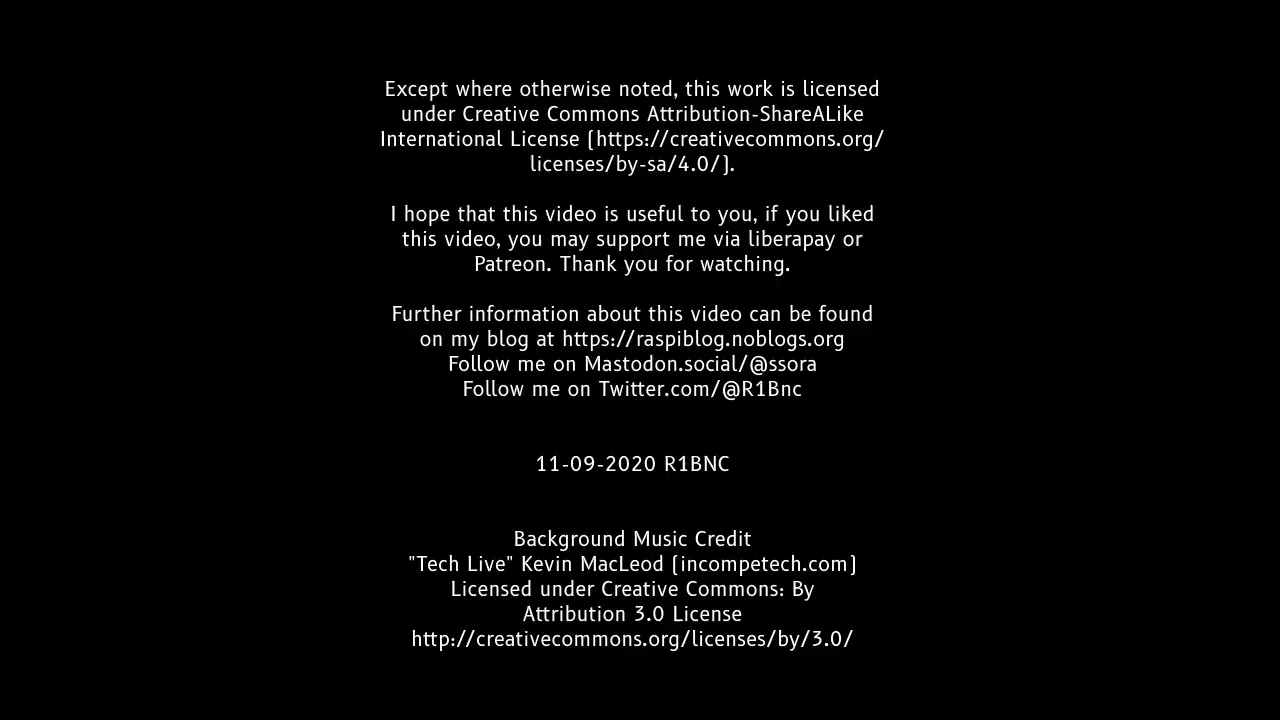 Except where otherwise noted, this work is licensed
under Creative Commons Attribution-ShareALike
International License (https://creativecommons.org/
licenses/by-sa/4.0/).
I hope that this video is useful to you, if you liked
this video, you may support me via liberapay or
Patreon. Thank you for watching.
Further information about this video can be found
on my blog at https://raspiblog.noblogs.org
Follow me on Mastodon.social/@ssora
Follow me on Twitter.com/@R1Bnc
11-09-2020 R1BNC
Background Music Credit
"Tech Live" Kevin MacLeod (incompetech.com)
Licensed under Creative Commons: By
Attribution 3.0 License
http://creativecommons.org/licenses/by/3.0/